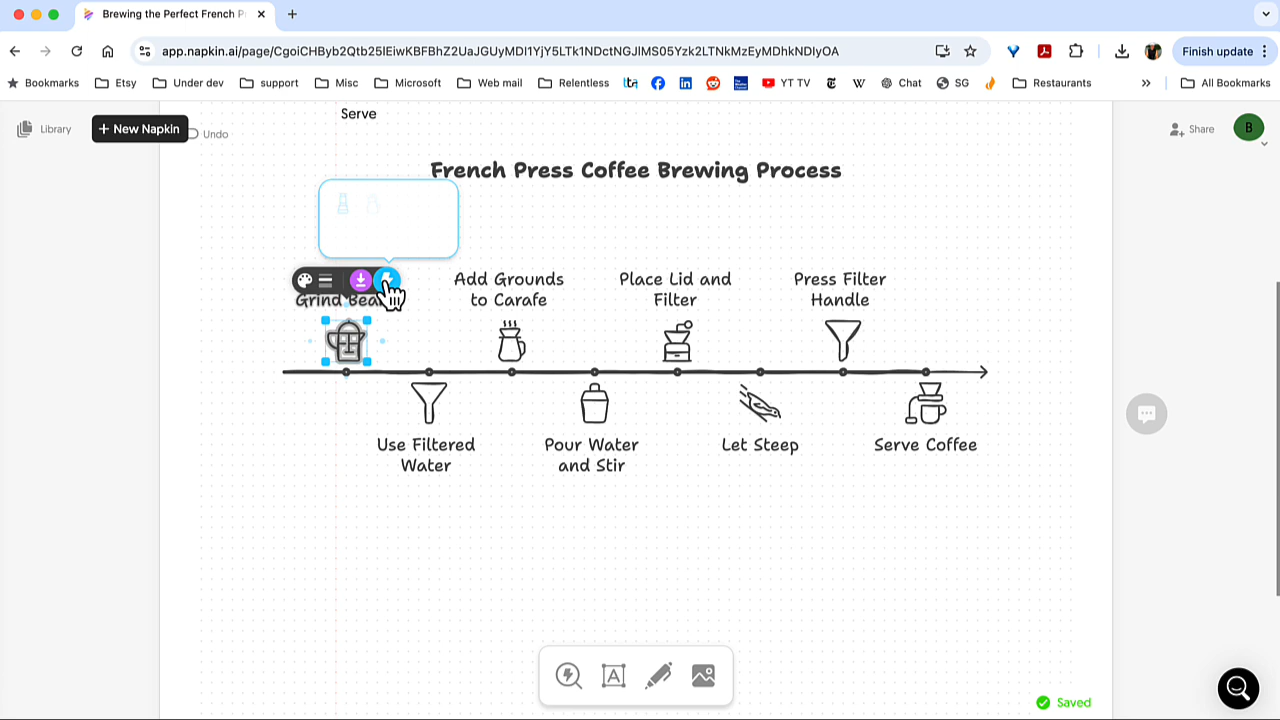 Brewing the Perfect French P
app.napkin.ai/page/CgoiCHByb2Qtb25lEiwKBFBhZ2UaJGUyMDI1YjY5LTk1NDctNGJlMS05Yzk2LTNkMzEyMDhkNDIyOA
Finish update
Bookmarks Etsy Under dev support Misc Microsoft Web mail Relentless YT TV W Chat SG Restaurants » All Bookmarks
Library
+ New Napkin
Undo
Serve
Share
B
French Press Coffee Brewing Process
Grind Bea
Add Grounds
to Carafe
Place Lid and
Filter
Press Filter
Handle
Use Filtered
Water
Pour Water
and Stir
Let Steep
Serve Coffee
A
Saved